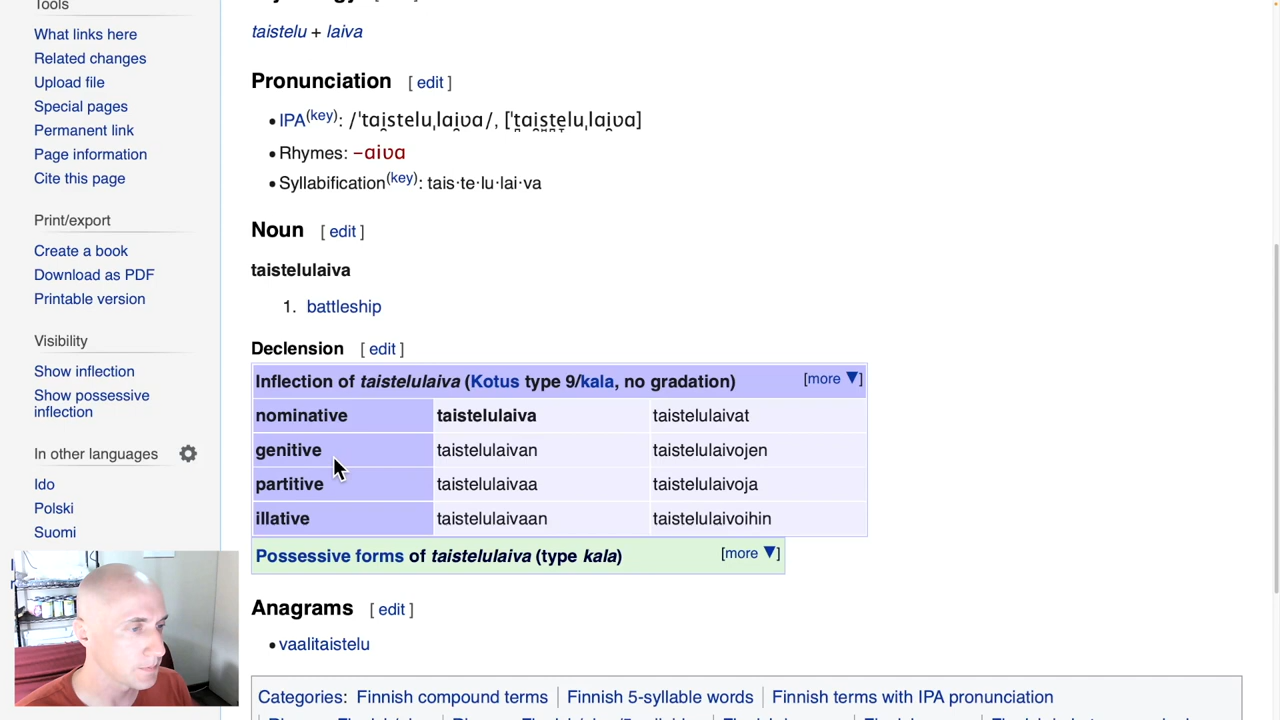 Tools
What links here
Related changes
Upload file
Special pages
Permanent link
Page information
Cite this page
Print/export
Create a book
Download as PDF
Printable version
Visibility
Show inflection
Show possessive
inflection
In other languages
Ido
Polski
Suomi
taistelu + laiva
Pronunciation [ edit ]
• IPA(key): /ˈtɑi̯steluˌlɑi̯ʋɑ/, [ˈt̪ɑi̯s̠t̪e̞luˌlɑi̯ʋɑ]
• Rhymes: -ɑiʋɑ
• Syllabification(key): tais·te·lu·lai·va
Noun [ edit ]
taistelulaiva
1. battleship
Declension [ edit ]
Inflection of taistelulaiva (Kotus type 9/kala, no gradation) [more ▼]
nominative taistelulaiva taistelulaivat
genitive taistelulaivan taistelulaivojen
partitive taistelulaivaa taistelulaivoja
illative taistelulaivaan taistelulaivoihin
Possessive forms of taistelulaiva (type kala) [more ▼]
Anagrams [ edit ]
• vaalitaistelu
Categories: Finnish compound terms | Finnish 5-syllable words | Finnish terms with IPA pronunciation